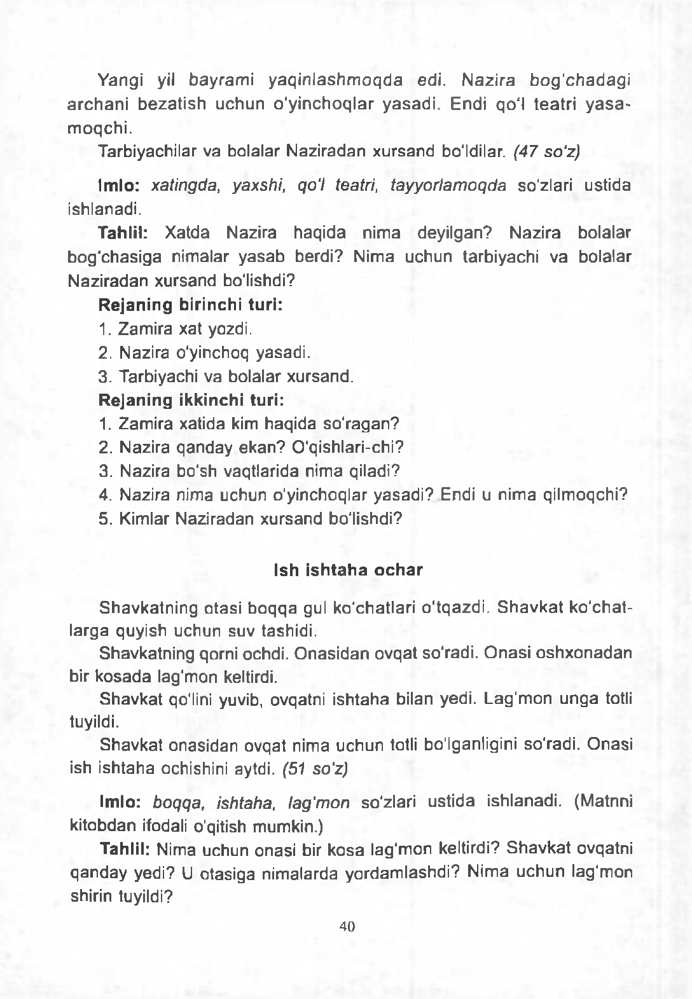 Yangi yil bayrami yaqinlashmoqda edi. Nazira bog'chadagi
archani bezatish uchun o'yinchoqlar yasadi. Endi qo'l teatri yasa-
moqchi.
Tarbiyachilar va bolalar Naziradan xursand bo'ldilar. (47 so'z)
Imlo: xatingda, yaxshi, qo'l teatri, tayyorlamoqda so'zlari ustida
ishlanadi.
Tahlil: Xatda Nazira haqida nima deyilgan? Nazira bolalar
bog'chasiga nimalar yasab berdi? Nima uchun tarbiyachi va bolalar
Naziradan xursand bo'lishdi?
Rejaning birinchi turi:
1. Zamira xat yozdi.
2. Nazira o'yinchoq yasadi.
3. Tarbiyachi va bolalar xursand.
Rejaning ikkinchi turi:
1. Zamira xatida kim haqida so'ragan?
2. Nazira qanday ekan? O'qishlari-chi?
3. Nazira bo'sh vaqtlarida nima qiladi?
4. Nazira nima uchun o'yinchoqlar yasadi? Endi u nima qilmoqchi?
5. Kimlar Naziradan xursand bo'lishdi?
Ish ishtaha ochar
Shavkatning otasi boqqa gul ko'chatlari o'tqazdi. Shavkat ko'chat-
larga quyish uchun suv tashidi.
Shavkatning qorni ochdi. Onasidan ovqat so'radi. Onasi oshxonadan
bir kosada lag'mon keltirdi.
Shavkat qo'lini yuvib, ovqatni ishtaha bilan yedi. Lag'mon unga totli
tuyildi.
Shavkat onasidan ovqat nima uchun totli bo'lganligini so'radi. Onasi
ish ishtaha ochishini aytdi. (51 so'z)
Imlo: boqqa, ishtaha, lag'mon so'zlari ustida ishlanadi. (Matnni
kitobdan ifodali o'qitish mumkin.)
Tahlil: Nima uchun onasi bir kosa lag'mon keltirdi? Shavkat ovqatni
qanday yedi? U otasiga nimalarda yordamlashdi? Nima uchun lag'mon
shirin tuyildi?
40